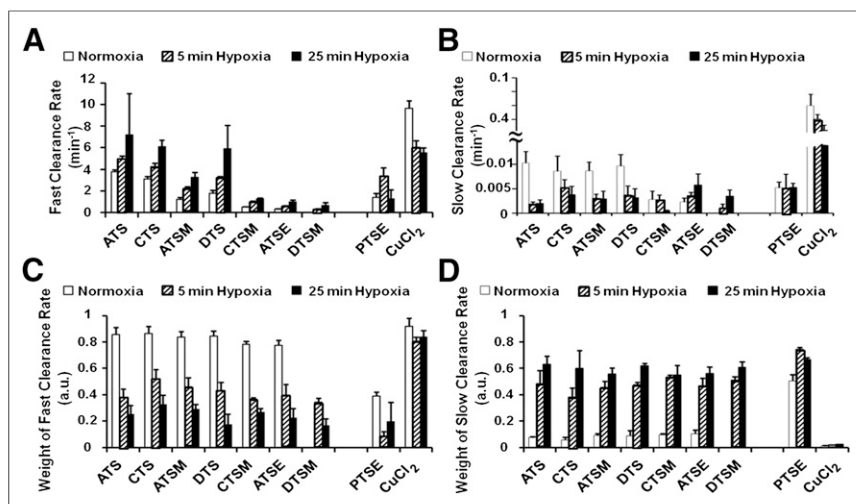 A
Normoxia 5 min Hypoxia 25 min Hypoxia
Fast Clearance Rate
(min-1)
12
10
8
6
4
2
0
ATS CTS ATSM DTS CTSM ATSE DTSM PTSE CuCl2
B
Normoxia 5 min Hypoxia 25 min Hypoxia
Slow Clearance Rate
(min-1)
0.1
0.4
0.01
0.005
0
ATS CTS ATSM DTS CTSM ATSE DTSM PTSE CuCl2
C
Normoxia 5 min Hypoxia 25 min Hypoxia
Weight of Fast Clearance Rate
(a.u.)
1
0.8
0.6
0.4
0.2
0
ATS CTS ATSM DTS CTSM ATSE DTSM PTSE CuCl2
D
Normoxia 5 min Hypoxia 25 min Hypoxia
Weight of Slow Clearance Rate
(a.u.)
1
0.8
0.6
0.4
0.2
0
ATS CTS ATSM DTS CTSM ATSE DTSM PTSE CuCl2